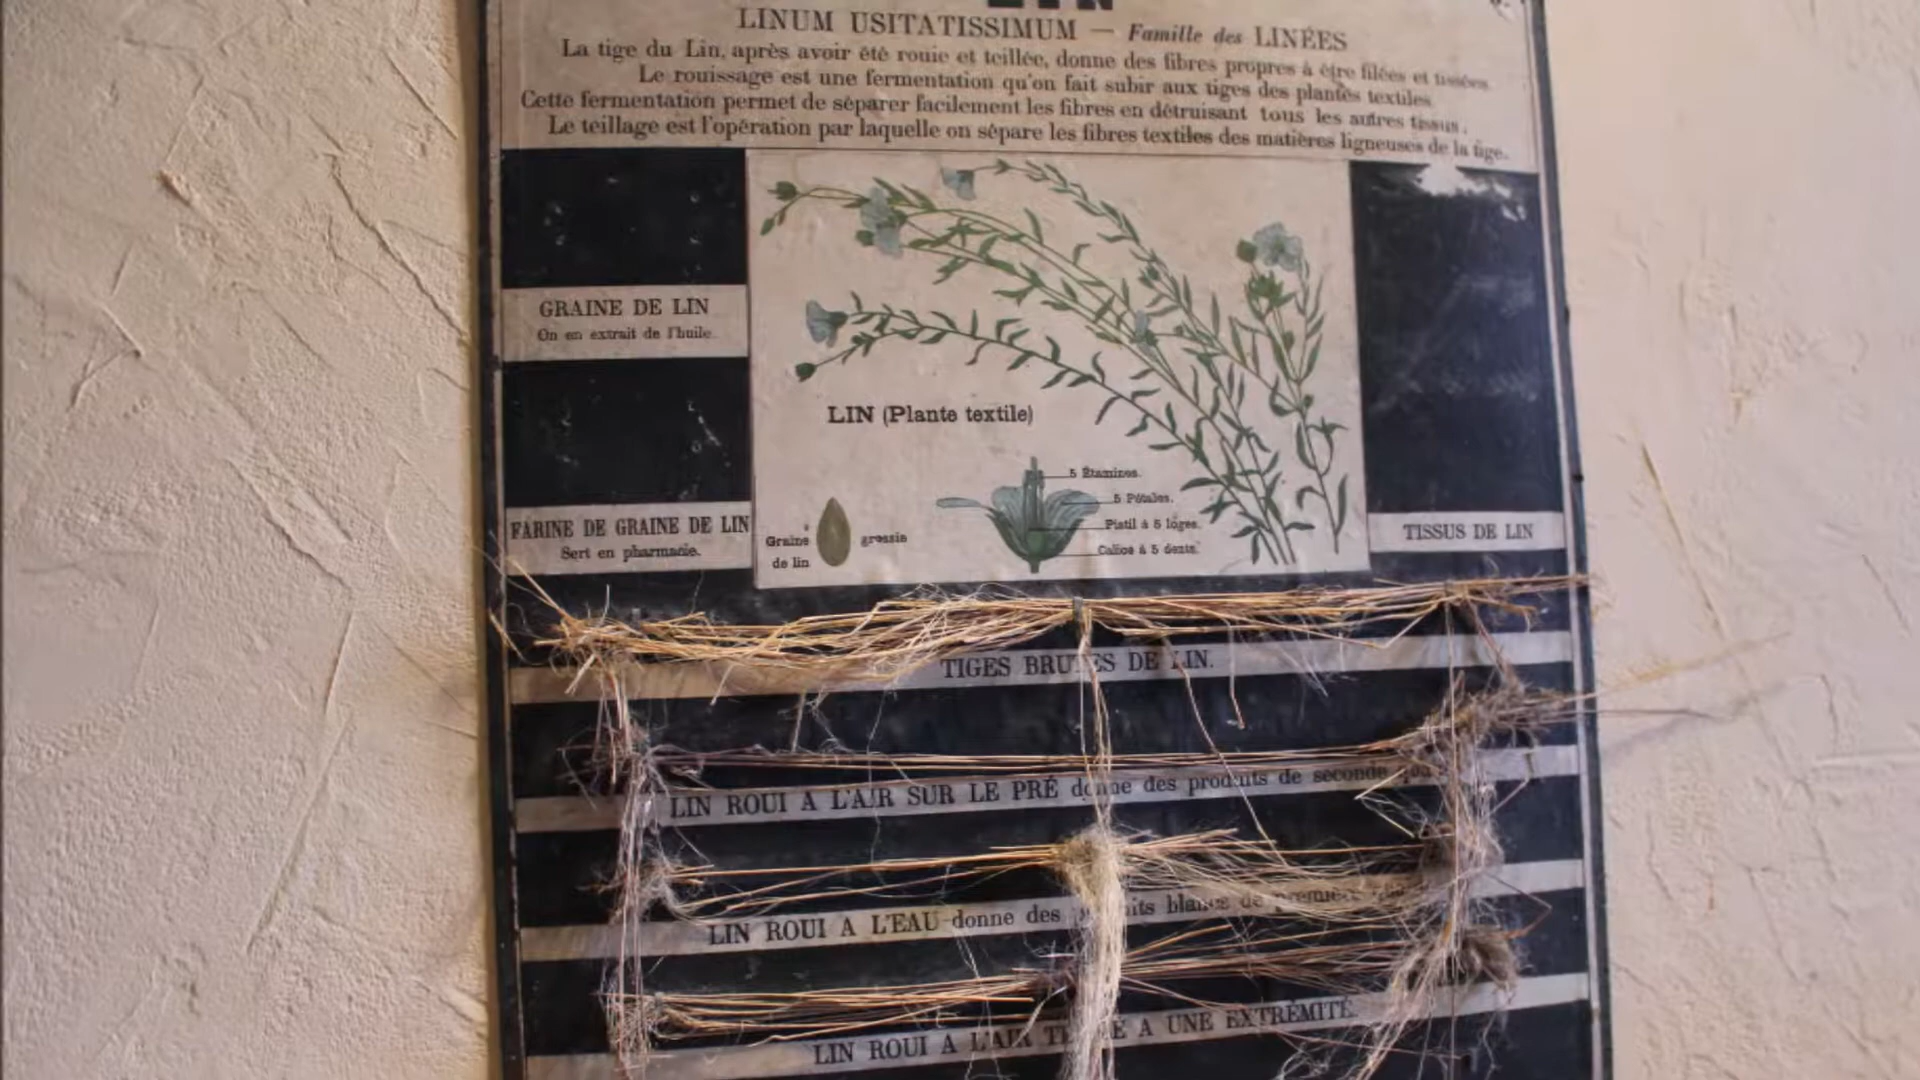 LIN
LINUM USITATISSIMUM — Famille des LINÉES
La tige du Lin, après avoir été rouie et teillée, donne des fibres propres à être filées et tissées
Le rouissage est une fermentation qu'on fait subir aux tiges des plantes textiles
Cette fermentation permet de séparer facilement les fibres en détruisant tous les autres tissus.
Le teillage est l'opération par laquelle on sépare les fibres textiles des matières ligneuses de la tige.
GRAINE DE LIN
On en extrait de l'huile.
FARINE DE GRAINE DE LIN
Sert en pharmacie.
LIN (Plante textile)
5 Étamines.
5 Pétales.
Pistil à 5 loges.
Calice à 5 dents.
Graine grossie
de lin
TISSUS DE LIN
TIGES BRUTES DE LIN.
LIN ROUI A L'AIR SUR LE PRÉ donne des produits de seconde
LIN ROUI A L'EAU donne des produits blancs de première
LIN ROUI A L'AIR A UNE EXTRÉMITÉ.